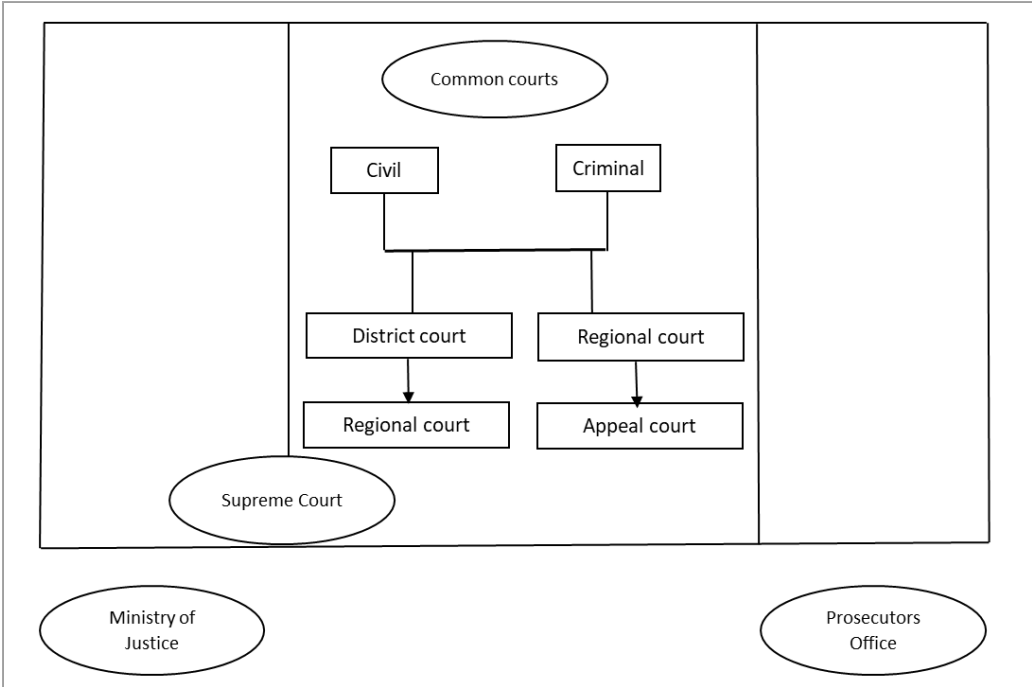 Common courts
Civil
Criminal
District court
Regional court
Regional court
Appeal court
Supreme Court
Ministry of
Justice
Prosecutors
Office